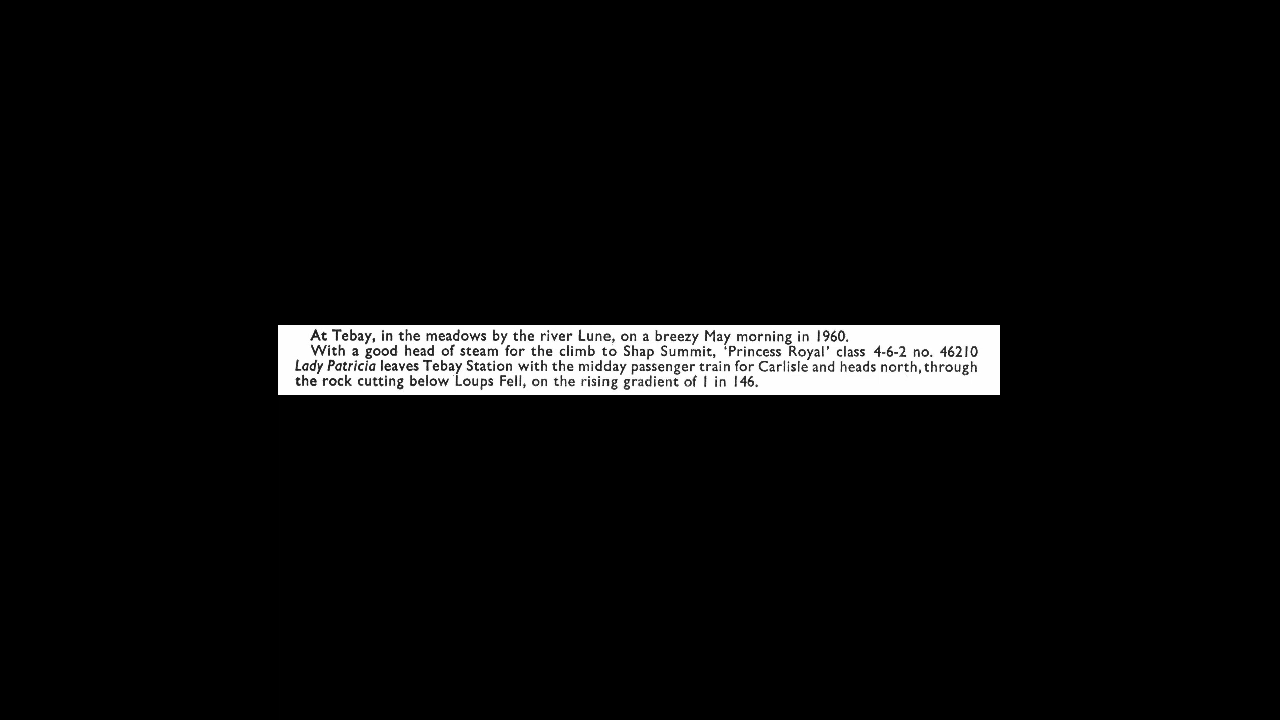 At Tebay, in the meadows by the river Lune, on a breezy May morning in 1960.
With a good head of steam for the climb to Shap Summit, 'Princess Royal' class 4-6-2 no. 46210
Lady Patricia leaves Tebay Station with the midday passenger train for Carlisle and heads north, through
the rock cutting below Loups Fell, on the rising gradient of 1 in 146.